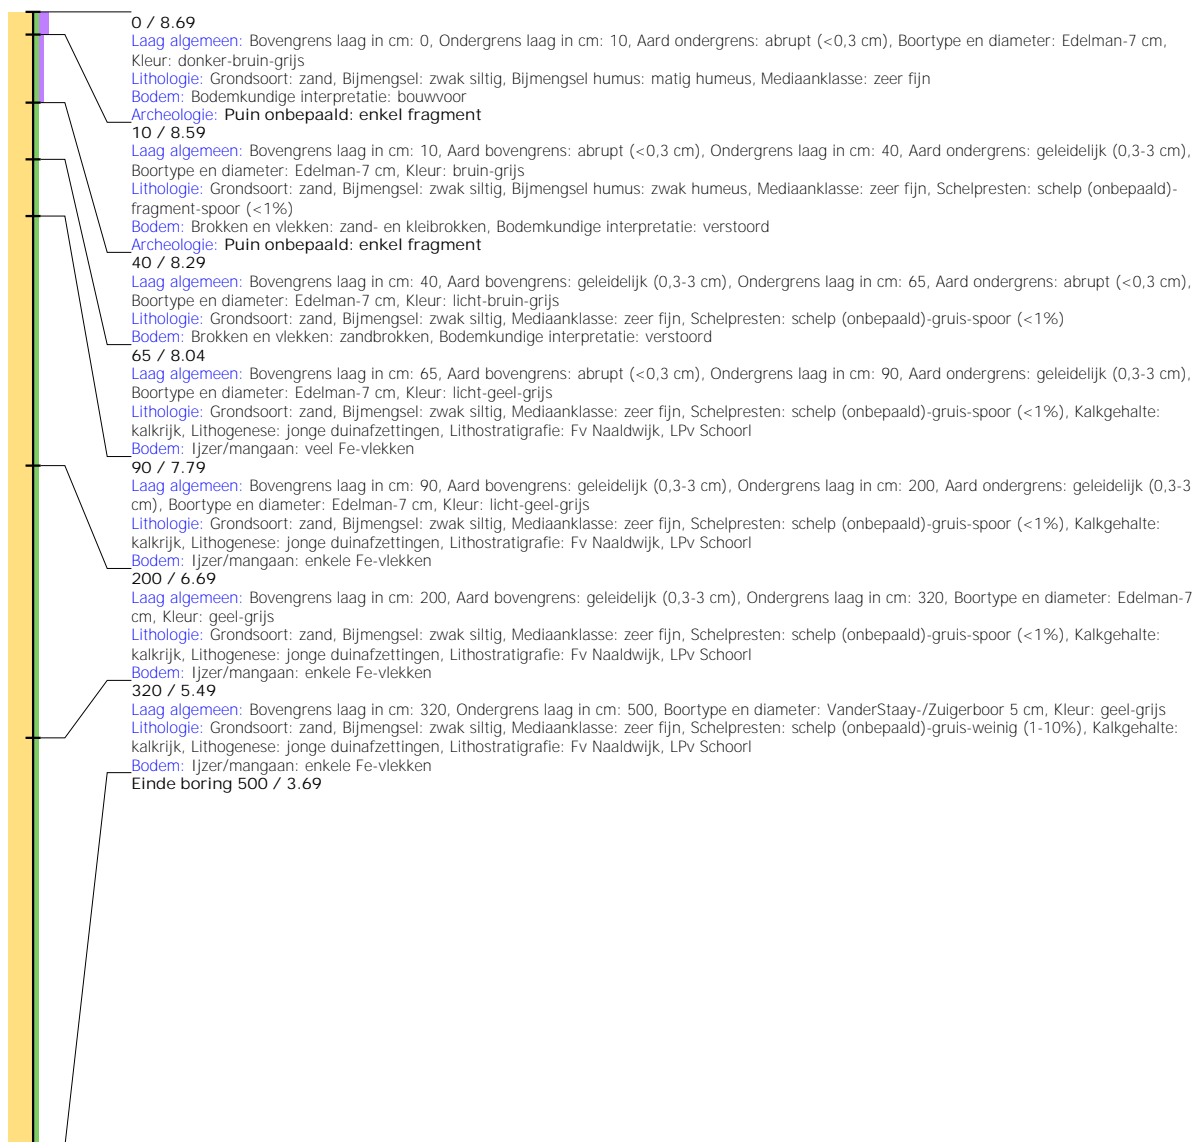 0 / 8.69
Laag algemeen: Bovengrens laag in cm: 0, Ondergrens laag in cm: 10, Aard ondergrens: abrupt (<0,3 cm), Boortype en diameter: Edelman-7 cm,
Kleur: donker-bruin-grijs
Lithologie: Grondsoort: zand, Bijmengsel: zwak siltig, Bijmengsel humus: matig humeus, Mediaanklasse: zeer fijn
Bodem: Bodemkundige interpretatie: bouwvoor
Archeologie: Puin onbepaald: enkel fragment
10 / 8.59
Laag algemeen: Bovengrens laag in cm: 10, Aard bovengrens: abrupt (<0,3 cm), Ondergrens laag in cm: 40, Aard ondergrens: geleidelijk (0,3-3 cm),
Boortype en diameter: Edelman-7 cm, Kleur: bruin-grijs
Lithologie: Grondsoort: zand, Bijmengsel: zwak siltig, Bijmengsel humus: zwak humeus, Mediaanklasse: zeer fijn, Schelpresten: schelp (onbepaald)-
fragment-spoor (<1%)
Bodem: Brokken en vlekken: zand- en kleibrokken, Bodemkundige interpretatie: verstoord
Archeologie: Puin onbepaald: enkel fragment
40 / 8.29
Laag algemeen: Bovengrens laag in cm: 40, Aard bovengrens: geleidelijk (0,3-3 cm), Ondergrens laag in cm: 65, Aard ondergrens: abrupt (<0,3 cm),
Boortype en diameter: Edelman-7 cm, Kleur: licht-bruin-grijs
Lithologie: Grondsoort: zand, Bijmengsel: zwak siltig, Mediaanklasse: zeer fijn, Schelpresten: schelp (onbepaald)-gruis-spoor (<1%)
Bodem: Brokken en vlekken: zandbrokken, Bodemkundige interpretatie: verstoord
65 / 8.04
Laag algemeen: Bovengrens laag in cm: 65, Aard bovengrens: abrupt (<0,3 cm), Ondergrens laag in cm: 90, Aard ondergrens: geleidelijk (0,3-3 cm),
Boortype en diameter: Edelman-7 cm, Kleur: licht-geel-grijs
Lithologie: Grondsoort: zand, Bijmengsel: zwak siltig, Mediaanklasse: zeer fijn, Schelpresten: schelp (onbepaald)-gruis-spoor (<1%), Kalkgehalte:
kalkrijk, Lithogenese: jonge duinafzettingen, Lithostratigrafie: Fv Naaldwijk, LPv Schoorl
Bodem: Ijzer/mangaan: veel Fe-vlekken
90 / 7.79
Laag algemeen: Bovengrens laag in cm: 90, Aard bovengrens: geleidelijk (0,3-3 cm), Ondergrens laag in cm: 200, Aard ondergrens: geleidelijk (0,3-3
cm), Boortype en diameter: Edelman-7 cm, Kleur: licht-geel-grijs
Lithologie: Grondsoort: zand, Bijmengsel: zwak siltig, Mediaanklasse: zeer fijn, Schelpresten: schelp (onbepaald)-gruis-spoor (<1%), Kalkgehalte:
kalkrijk, Lithogenese: jonge duinafzettingen, Lithostratigrafie: Fv Naaldwijk, LPv Schoorl
Bodem: Ijzer/mangaan: enkele Fe-vlekken
200 / 6.69
Laag algemeen: Bovengrens laag in cm: 200, Aard bovengrens: geleidelijk (0,3-3 cm), Ondergrens laag in cm: 320, Boortype en diameter: Edelman-7
cm, Kleur: geel-grijs
Lithologie: Grondsoort: zand, Bijmengsel: zwak siltig, Mediaanklasse: zeer fijn, Schelpresten: schelp (onbepaald)-gruis-spoor (<1%), Kalkgehalte:
kalkrijk, Lithogenese: jonge duinafzettingen, Lithostratigrafie: Fv Naaldwijk, LPv Schoorl
Bodem: Ijzer/mangaan: enkele Fe-vlekken
320 / 5.49
Laag algemeen: Bovengrens laag in cm: 320, Ondergrens laag in cm: 500, Boortype en diameter: VanderStaay-/Zuigerboor 5 cm, Kleur: geel-grijs
Lithologie: Grondsoort: zand, Bijmengsel: zwak siltig, Mediaanklasse: zeer fijn, Schelpresten: schelp (onbepaald)-gruis-weinig (1-10%), Kalkgehalte:
kalkrijk, Lithogenese: jonge duinafzettingen, Lithostratigrafie: Fv Naaldwijk, LPv Schoorl
Bodem: Ijzer/mangaan: enkele Fe-vlekken
Einde boring 500 / 3.69